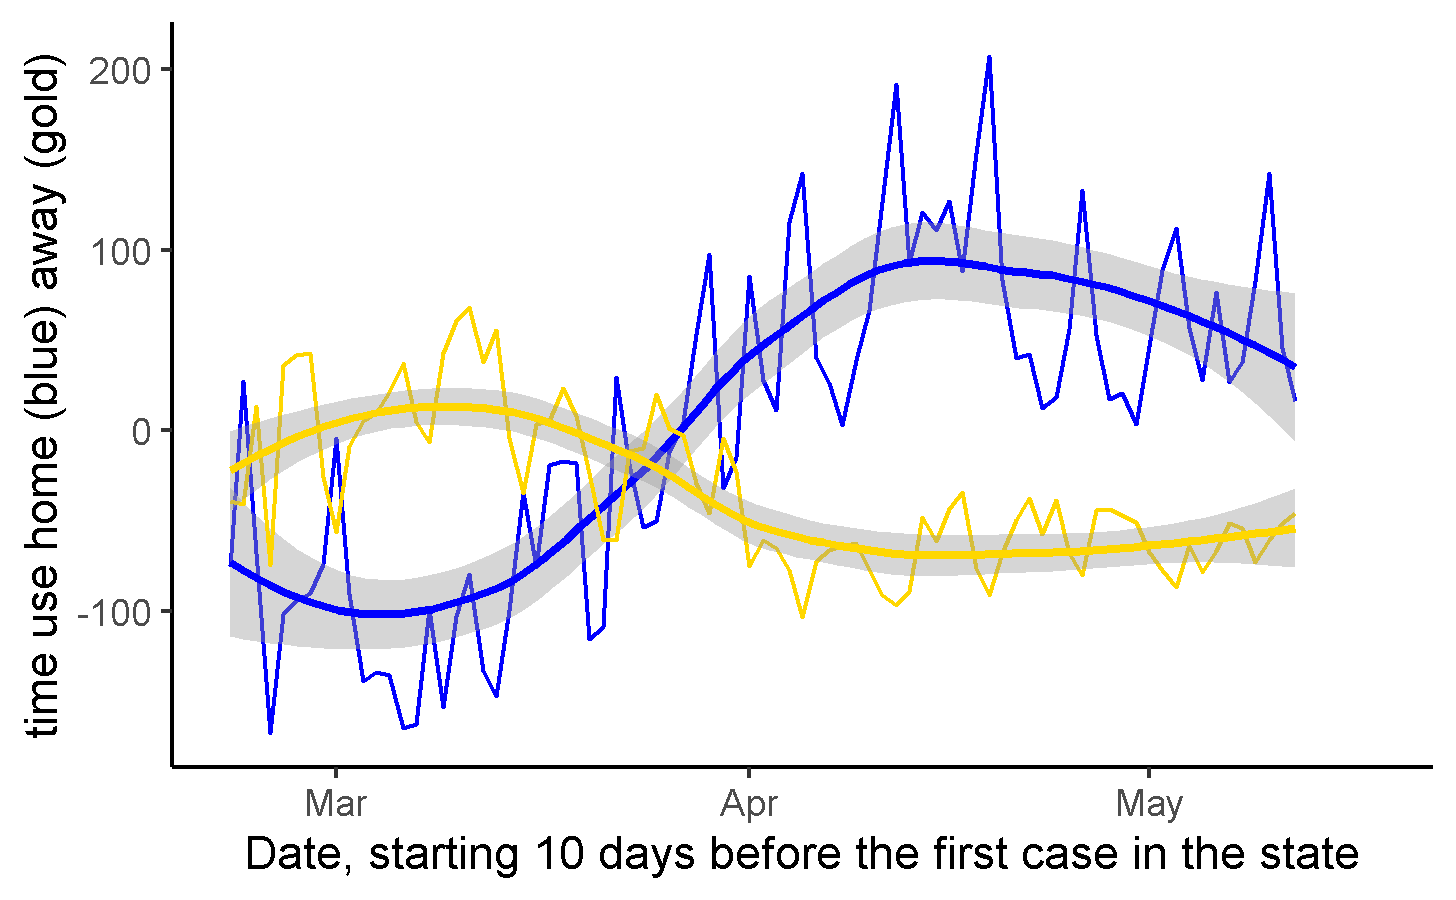 time use home (blue) away (gold)
200
100
0
-100
Mar
Apr
May
Date, starting 10 days before the first case in the state